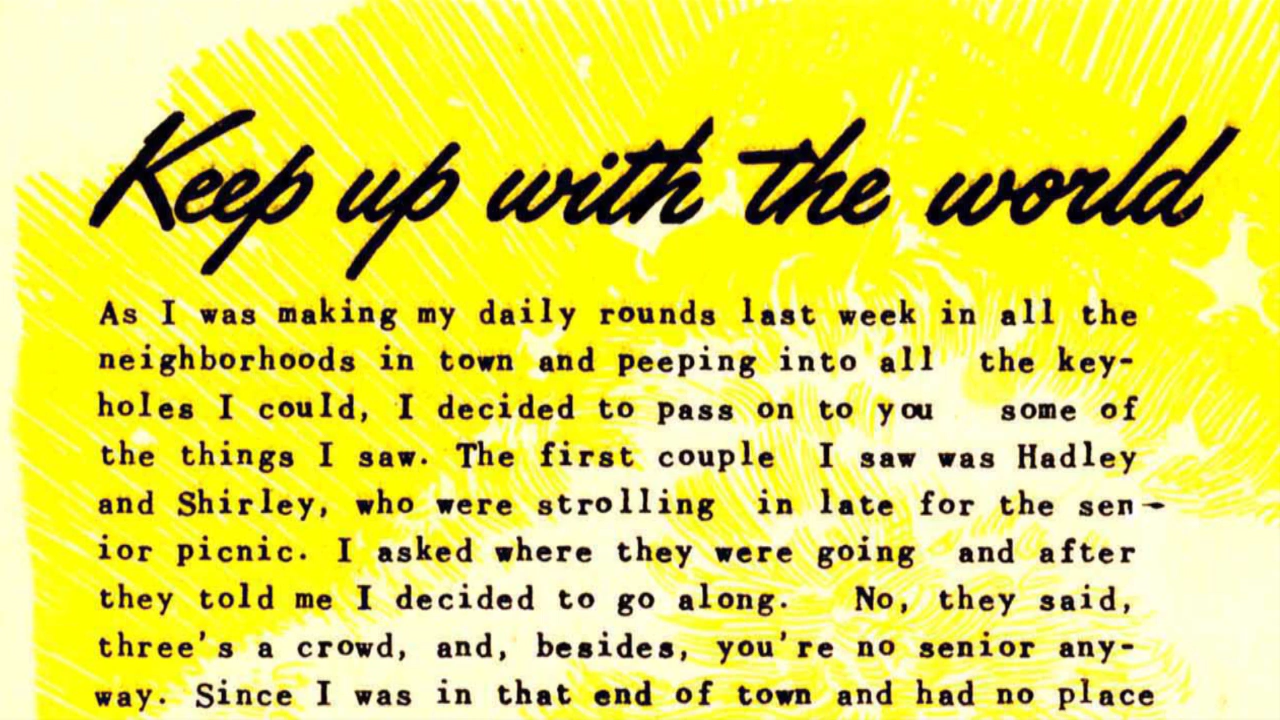 Keep up with the world
As I was making my daily rounds last week in all the
neighborhoods in town and peeping into all the key-
holes I could, I decided to pass on to you some of
the things I saw. The first couple I saw was Hadley
and Shirley, who were strolling in late for the sen-
ior picnic. I asked where they were going and after
they told me I decided to go along. No, they said,
three's a crowd, and, besides, you're no senior any-
way. Since I was in that end of town and had no place